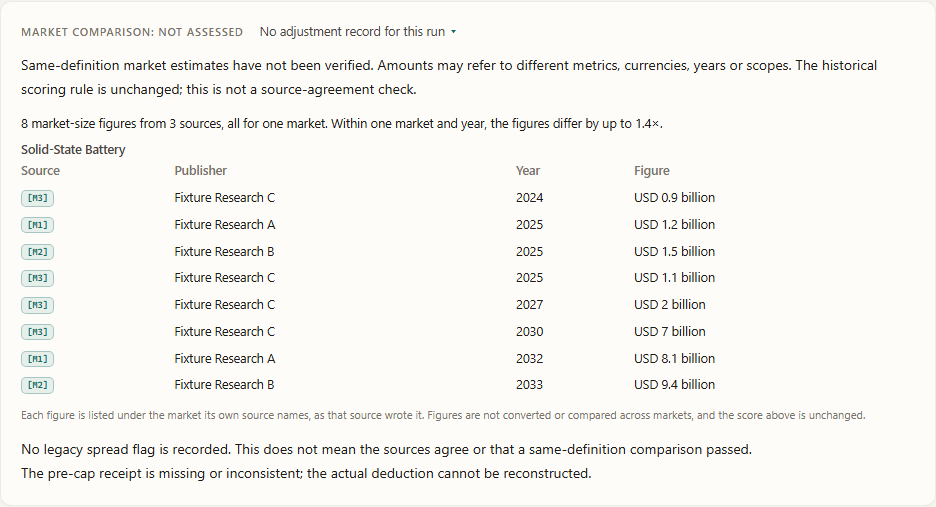 MARKET COMPARISON: NOT ASSESSED No adjustment record for this run
Same-definition market estimates have not been verified. Amounts may refer to different metrics, currencies, years or scopes. The historical
scoring rule is unchanged; this is not a source-agreement check.
8 market-size figures from 3 sources, all for one market. Within one market and year, the figures differ by up to 1.4×.
Solid-State Battery
Source Publisher Year Figure
[M3] Fixture Research C 2024 USD 0.9 billion
[M1] Fixture Research A 2025 USD 1.2 billion
[M2] Fixture Research B 2025 USD 1.5 billion
[M3] Fixture Research C 2025 USD 1.1 billion
[M3] Fixture Research C 2027 USD 2 billion
[M3] Fixture Research C 2030 USD 7 billion
[M1] Fixture Research A 2032 USD 8.1 billion
[M2] Fixture Research B 2033 USD 9.4 billion
Each figure is listed under the market its own source names, as that source wrote it. Figures are not converted or compared across markets, and the score above is unchanged.
No legacy spread flag is recorded. This does not mean the sources agree or that a same-definition comparison passed.
The pre-cap receipt is missing or inconsistent; the actual deduction cannot be reconstructed.